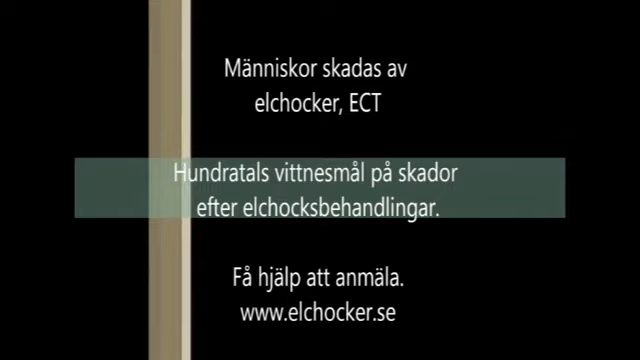 Människor skadas av
elchocker, ECT
Hundratals vittnesmål på skador
efter elchocksbehandlingar.
Få hjälp att anmäla.
www.elchocker.se